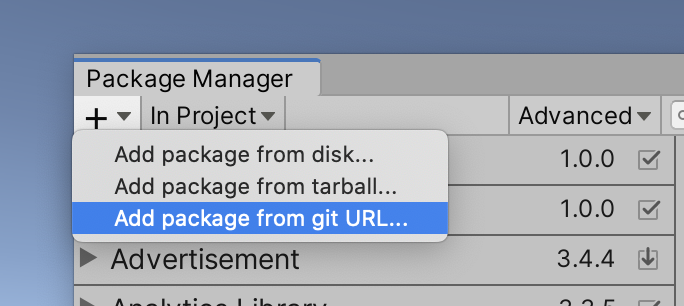 Package Manager
+ In Project Advanced
Add package from disk...
1.0.0
Add package from tarball...
1.0.0
Add package from git URL...
Advertisement 3.4.4